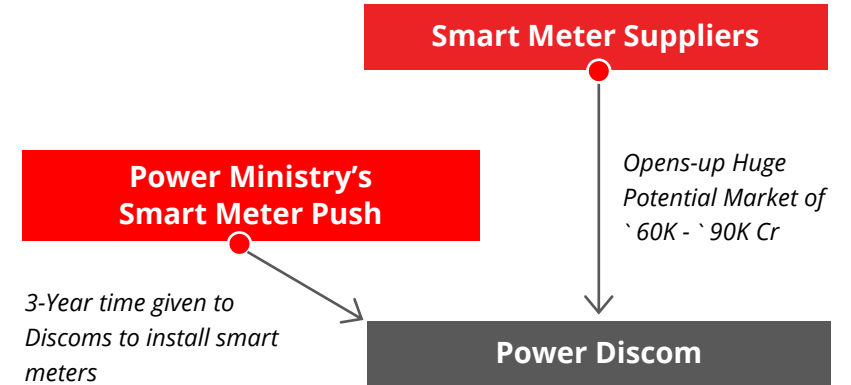 Smart Meter Suppliers
Power Ministry’s
Smart Meter Push
Opens-up Huge
Potential Market of
` 60K - ` 90K Cr
3-Year time given to
Discoms to install smart
meters
Power Discom